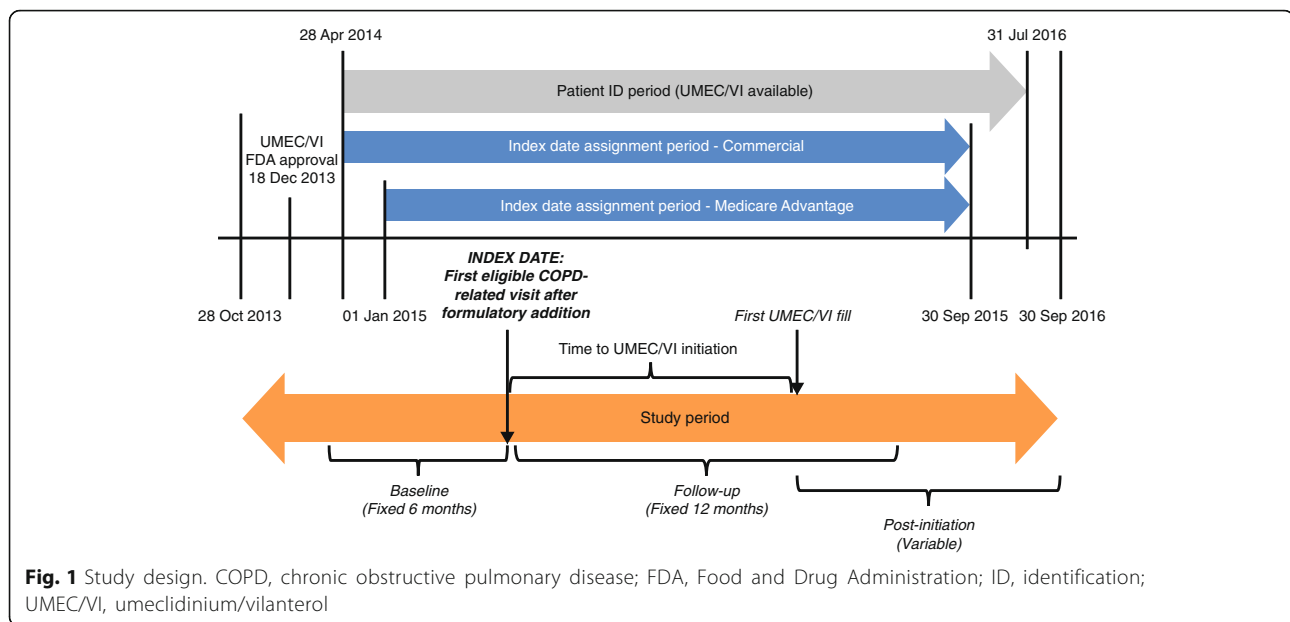 28 Apr 2014
31 Jul 2016
Patient ID period (UMEC/VI available)
UMEC/VI
FDA approval
18 Dec 2013
Index date assignment period - Commercial
Index date assignment period - Medicare Advantage
INDEX DATE:
First eligible COPD-
related visit after
formulatory addition
28 Oct 2013
01 Jan 2015
First UMEC/VI fill
30 Sep 2015
30 Sep 2016
Time to UMEC/VI initiation
Study period
Baseline
(Fixed 6 months)
Follow-up
(Fixed 12 months)
Post-initiation
(Variable)
Fig. 1 Study design. COPD, chronic obstructive pulmonary disease; FDA, Food and Drug Administration; ID, identification;
UMEC/VI, umeclidinium/vilanterol